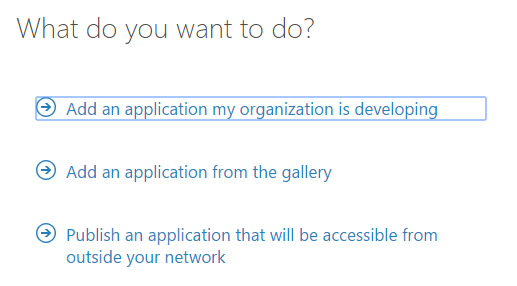 What do you want to do?
Add an application my organization is developing
Add an application from the gallery
Publish an application that will be accessible from
outside your network